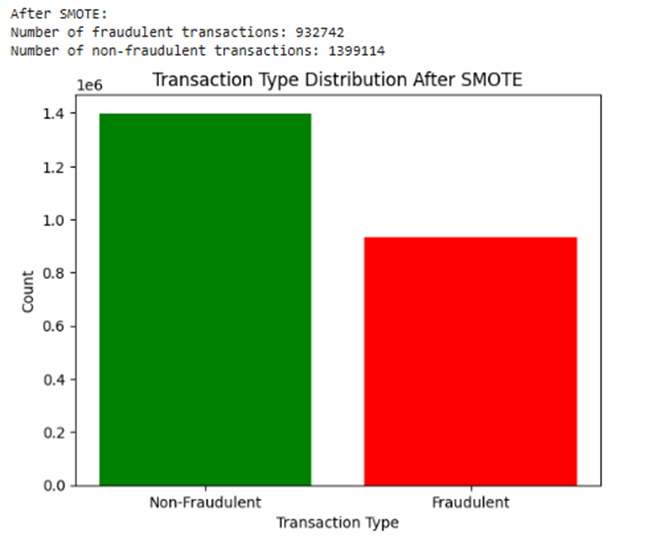 After SMOTE:
Number of fraudulent transactions: 932742
Number of non-fraudulent transactions: 1399114
Transaction Type Distribution After SMOTE
1e6
1.4
1.2
1.0
0.8
0.6
0.4
0.2
0.0
Count
Non-Fraudulent
Fraudulent
Transaction Type